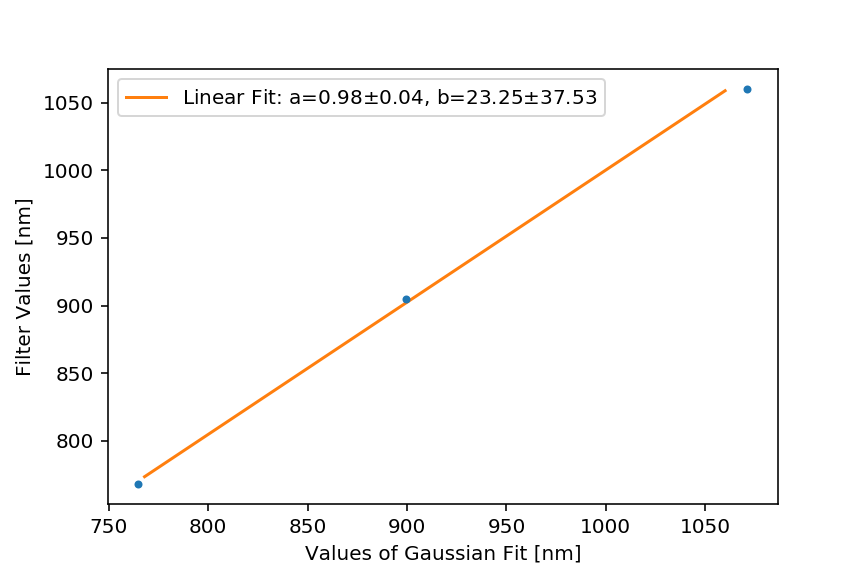 Linear Fit: a=0.98±0.04, b=23.25±37.53
1050
1000
950
900
850
800
Filter Values [nm]
750 800 850 900 950 1000 1050
Values of Gaussian Fit [nm]